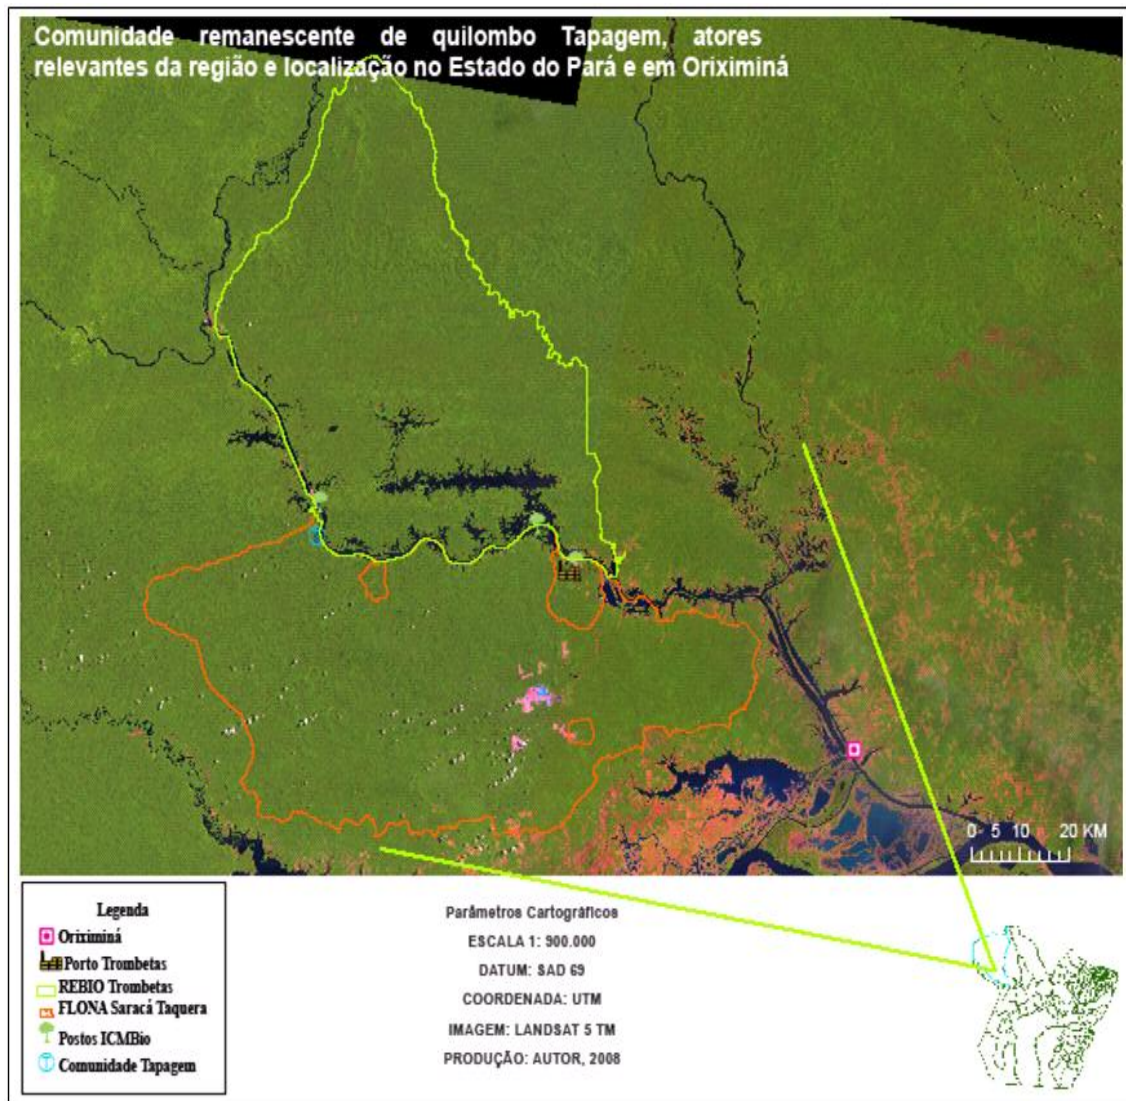 Comunidade remanescente de quilombo Tapagem, atores
relevantes da região e localização no Estado do Pará e em Oriximiná
0 5 10 20 KM
Legenda
Oriximiná
Porto Trombetas
REBIO Trombetas
FLONA Saracá Taquera
Postos ICMBio
Comunidade Tapagem
Parâmetros Cartográficos
ESCALA 1: 900.000
DATUM: SAD 69
COORDENADA: UTM
IMAGEM: LANDSAT 5 TM
PRODUÇÃO: AUTOR, 2008